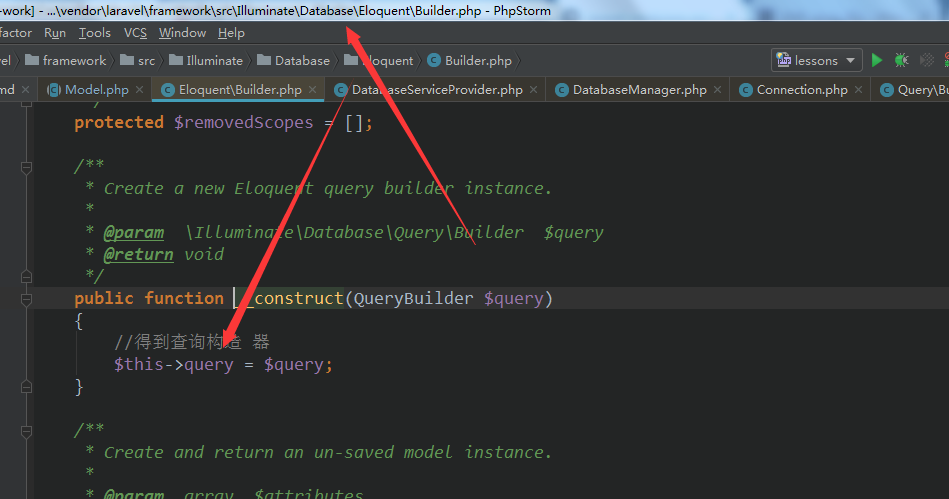 -work] - ...\vendor\laravel\framework\src\Illuminate\Database\Eloquent\Builder.php - PhpStorm
efactor Run Tools VCS Window Help
el framework src Illuminate Database Eloquent Builder.php lessons
md Model.php Eloquent\Builder.php DatabaseServiceProvider.php DatabaseManager.php Connection.php Query\Bu
*/
protected $removedScopes = [];
/**
* Create a new Eloquent query builder instance.
*
* @param \Illuminate\Database\Query\Builder $query
* @return void
*/
public function __construct(QueryBuilder $query)
{
//得到查询构造 器
$this->query = $query;
}
/**
* Create and return an un-saved model instance.
*
* @param array $attributes